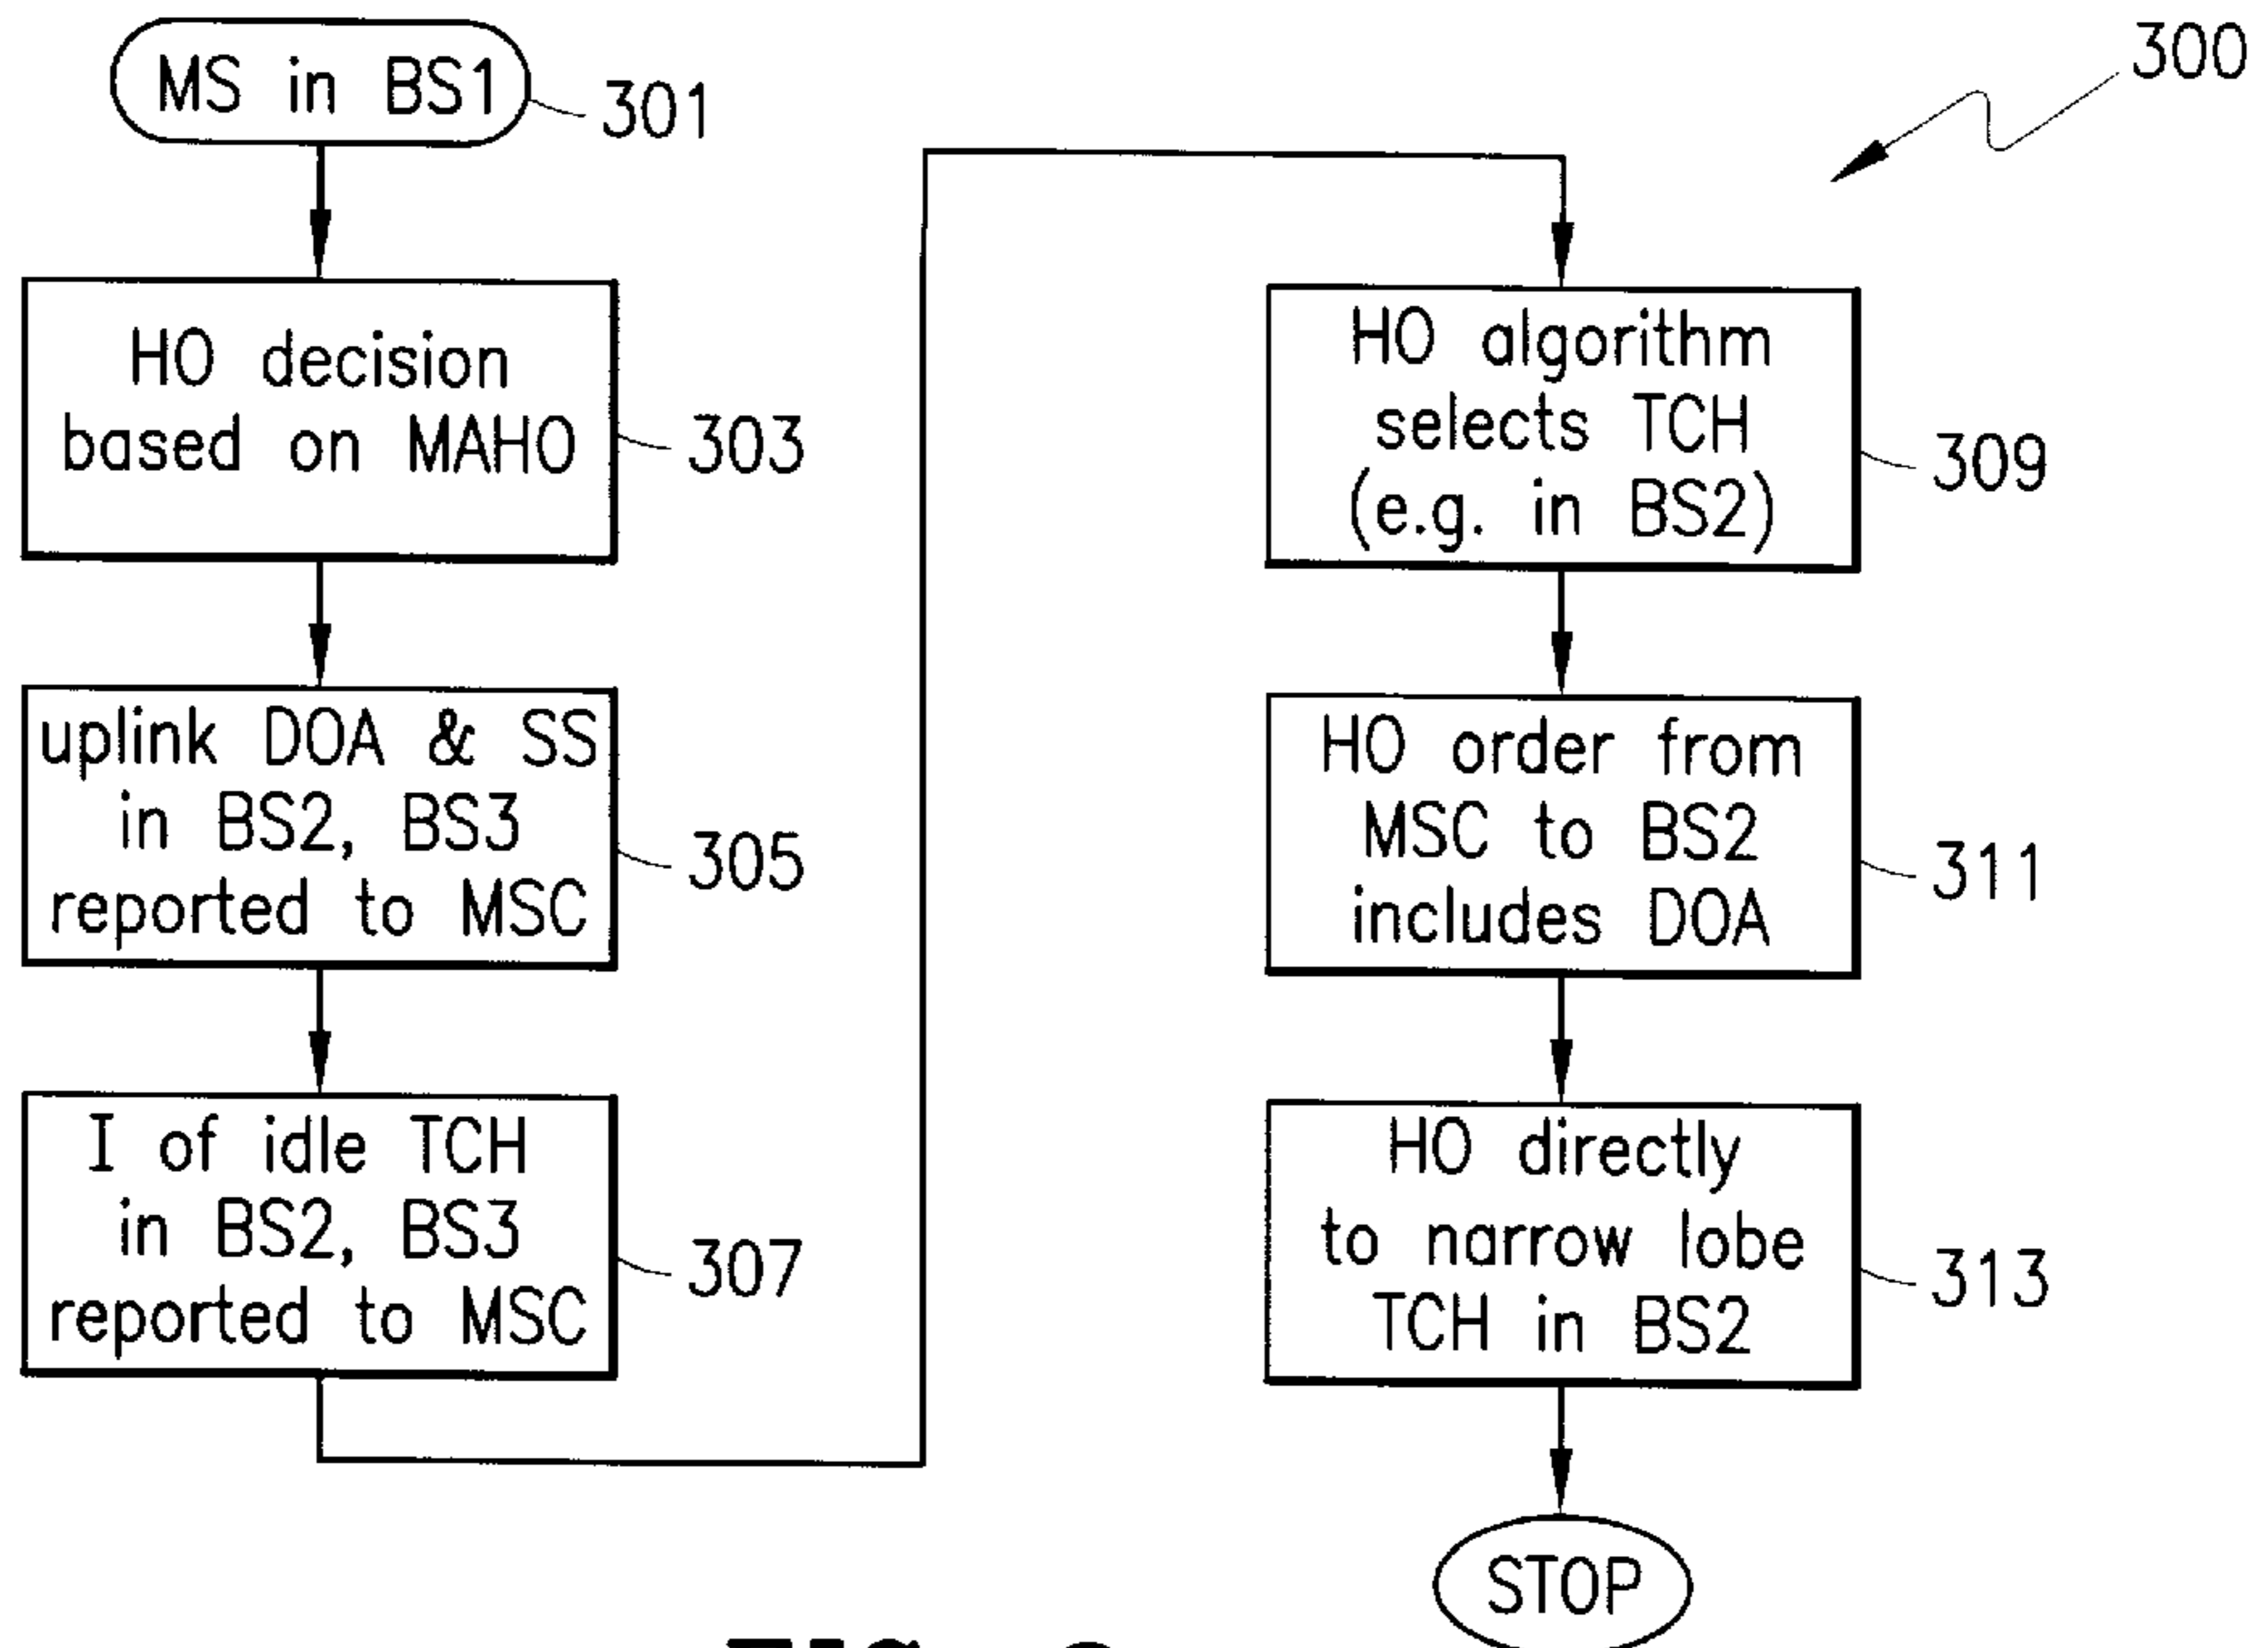 MS in BS1
301
HO decision
based on MAHO
303
uplink DOA & SS
in BS2, BS3
reported to MSC
305
I of idle TCH
in BS2, BS3
reported to MSC
307
300
HO algorithm
selects TCH
(e.g. in BS2)
309
HO order from
MSC to BS2
includes DOA
311
HO directly
to narrow lobe
TCH in BS2
313
STOP